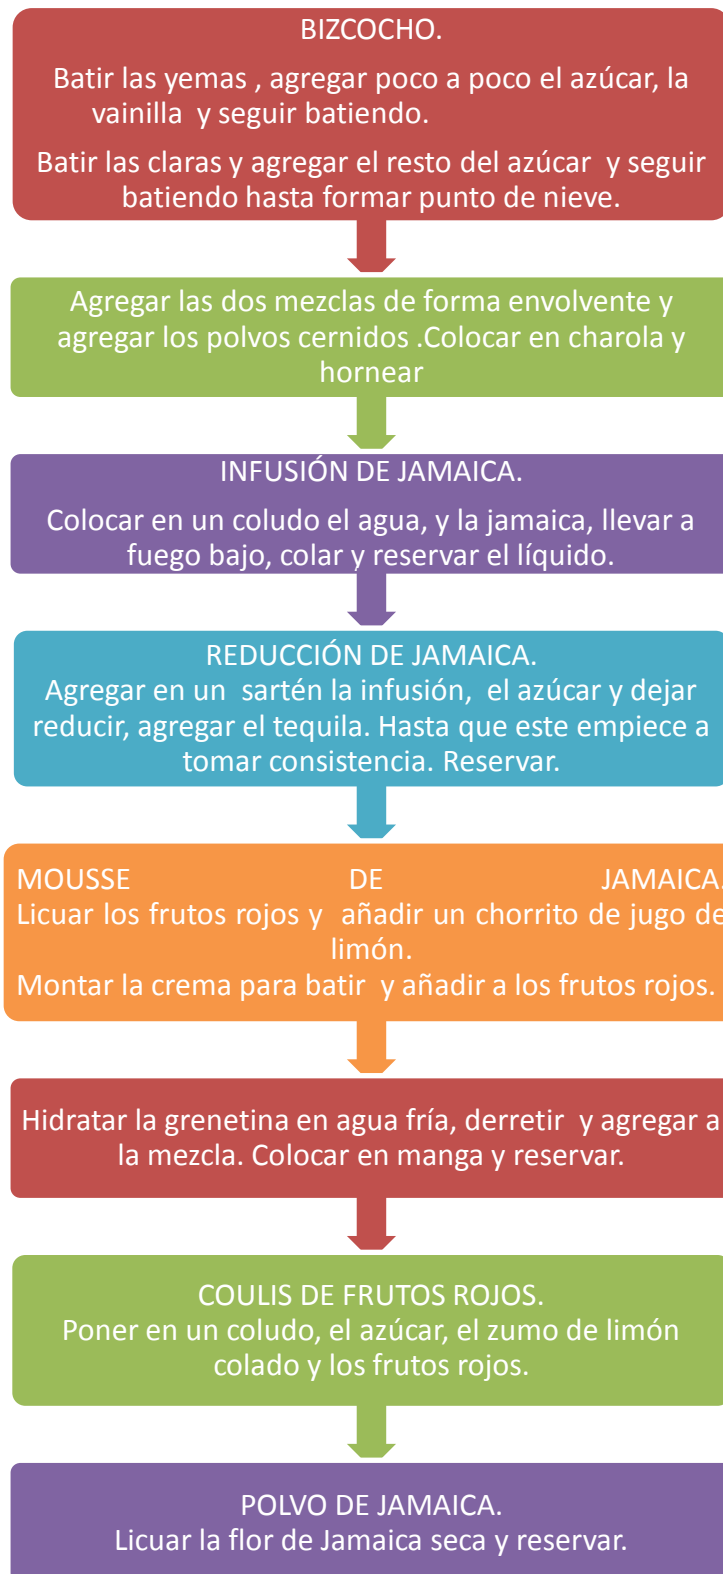 BIZCOCHO.
Batir las yemas , agregar poco a poco el azúcar, la
vainilla y seguir batiendo.
Batir las claras y agregar el resto del azúcar y seguir
batiendo hasta formar punto de nieve.
Agregar las dos mezclas de forma envolvente y
agregar los polvos cernidos .Colocar en charola y
hornear
INFUSIÓN DE JAMAICA.
Colocar en un coludo el agua, y la jamaica, llevar a
fuego bajo, colar y reservar el líquido.
REDUCCIÓN DE JAMAICA.
Agregar en un sartén la infusión, el azúcar y dejar
reducir, agregar el tequila. Hasta que este empiece a
tomar consistencia. Reservar.
MOUSSE DE JAMAICA.
Licuar los frutos rojos y añadir un chorrito de jugo de
limón.
Montar la crema para batir y añadir a los frutos rojos.
Hidratar la grenetina en agua fría, derretir y agregar a
la mezcla. Colocar en manga y reservar.
COULIS DE FRUTOS ROJOS.
Poner en un coludo, el azúcar, el zumo de limón
colado y los frutos rojos.
POLVO DE JAMAICA.
Licuar la flor de Jamaica seca y reservar.